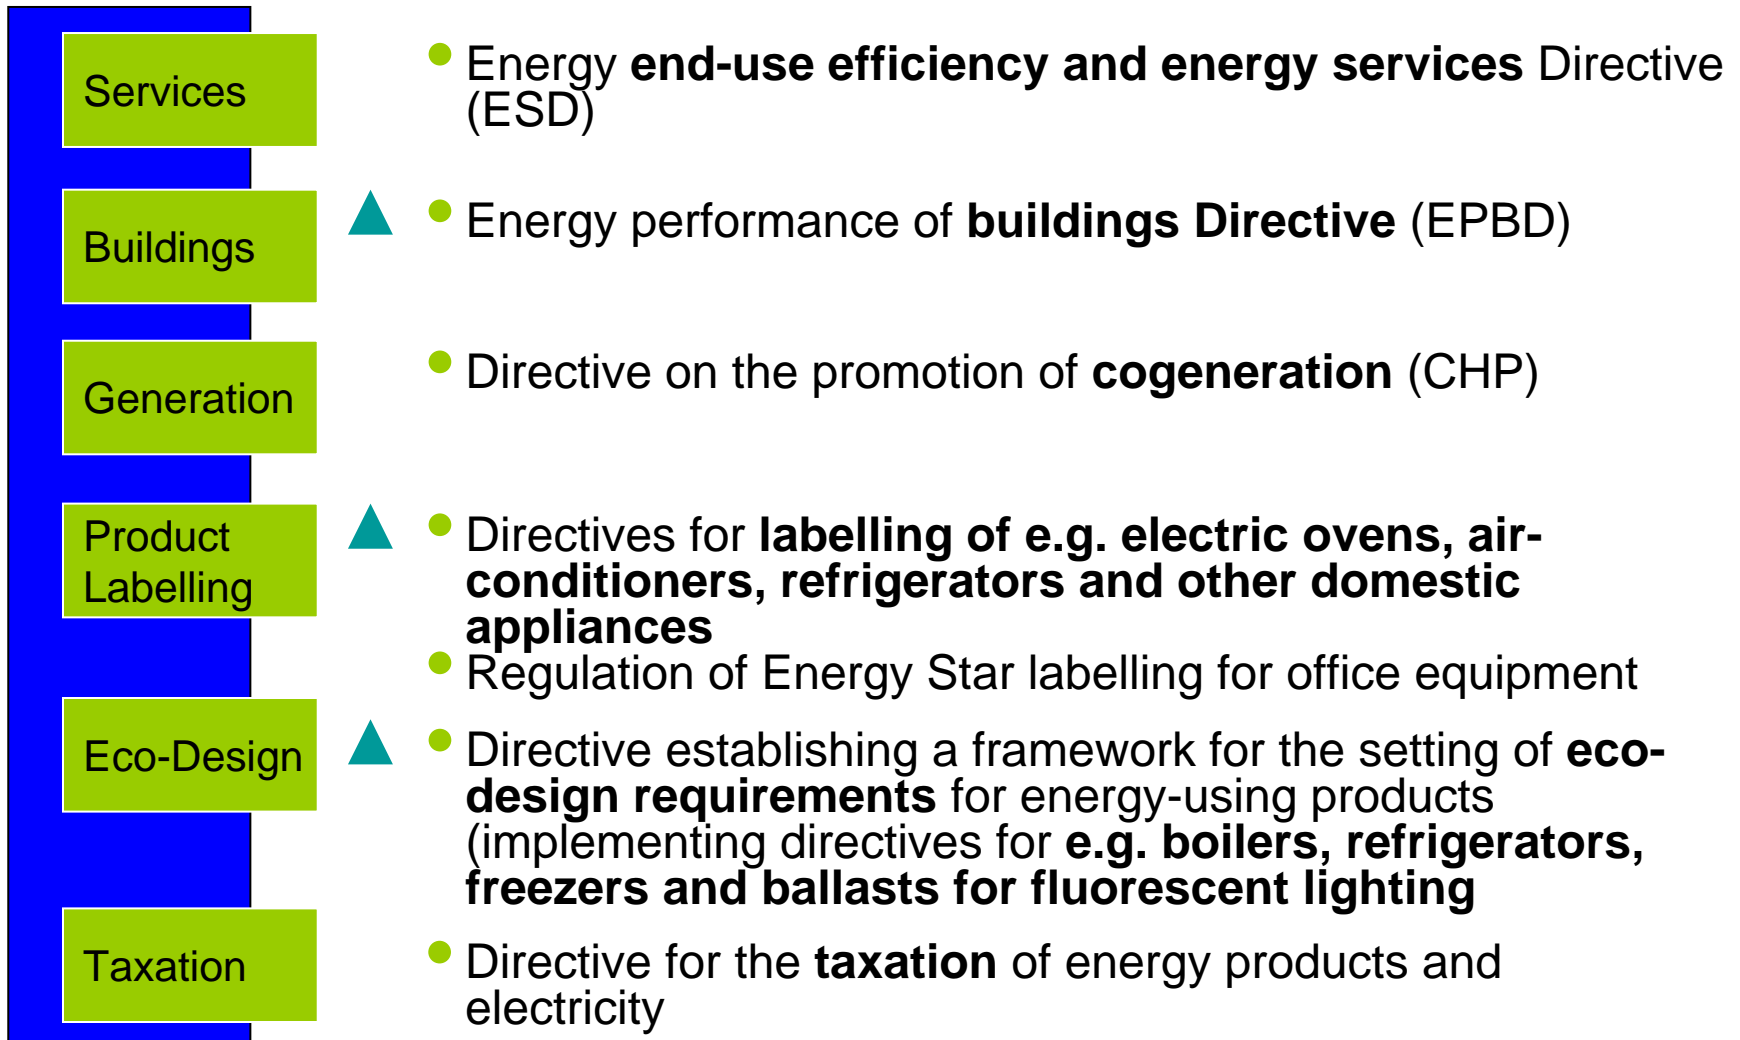 Services
Energy end-use efficiency and energy services Directive
(ESD)
Buildings
Energy performance of buildings Directive (EPBD)
Generation
Directive on the promotion of cogeneration (CHP)
Product
Labelling
Directives for labelling of e.g. electric ovens, air-
conditioners, refrigerators and other domestic
appliances
Regulation of Energy Star labelling for office equipment
Eco-Design
Directive establishing a framework for the setting of eco-
design requirements for energy-using products
(implementing directives for e.g. boilers, refrigerators,
freezers and ballasts for fluorescent lighting
Taxation
Directive for the taxation of energy products and
electricity